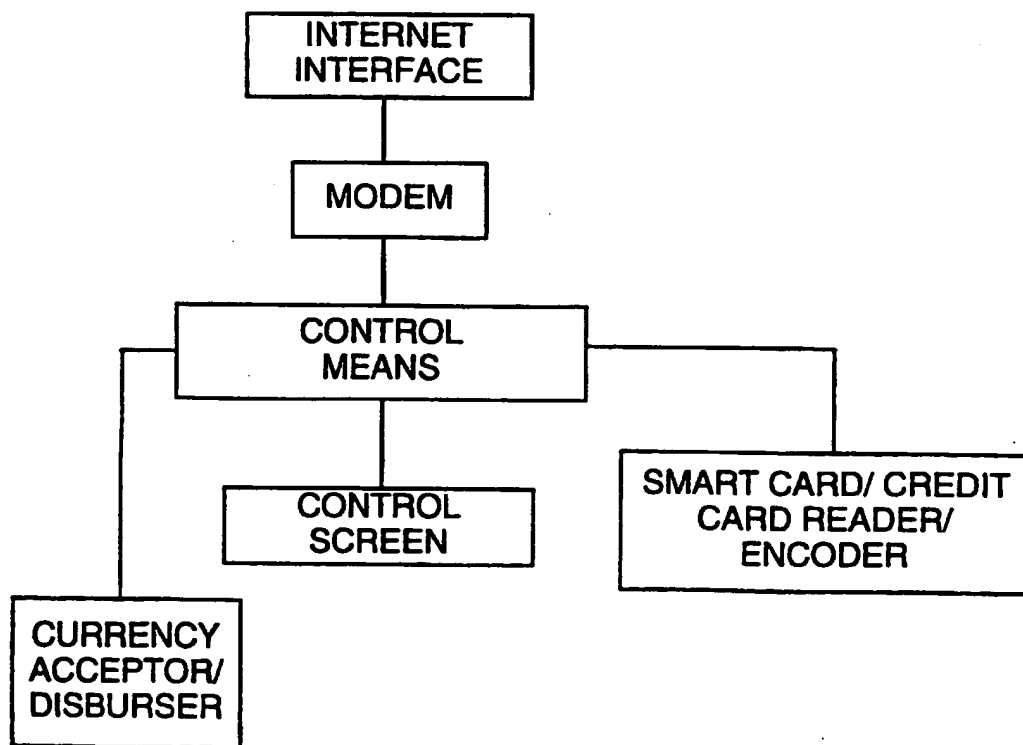 INTERNET
INTERFACE
MODEM
CONTROL
MEANS
CONTROL
SCREEN
SMART CARD/ CREDIT
CARD READER/
ENCODER
CURRENCY
ACCEPTOR/
DISBURSER